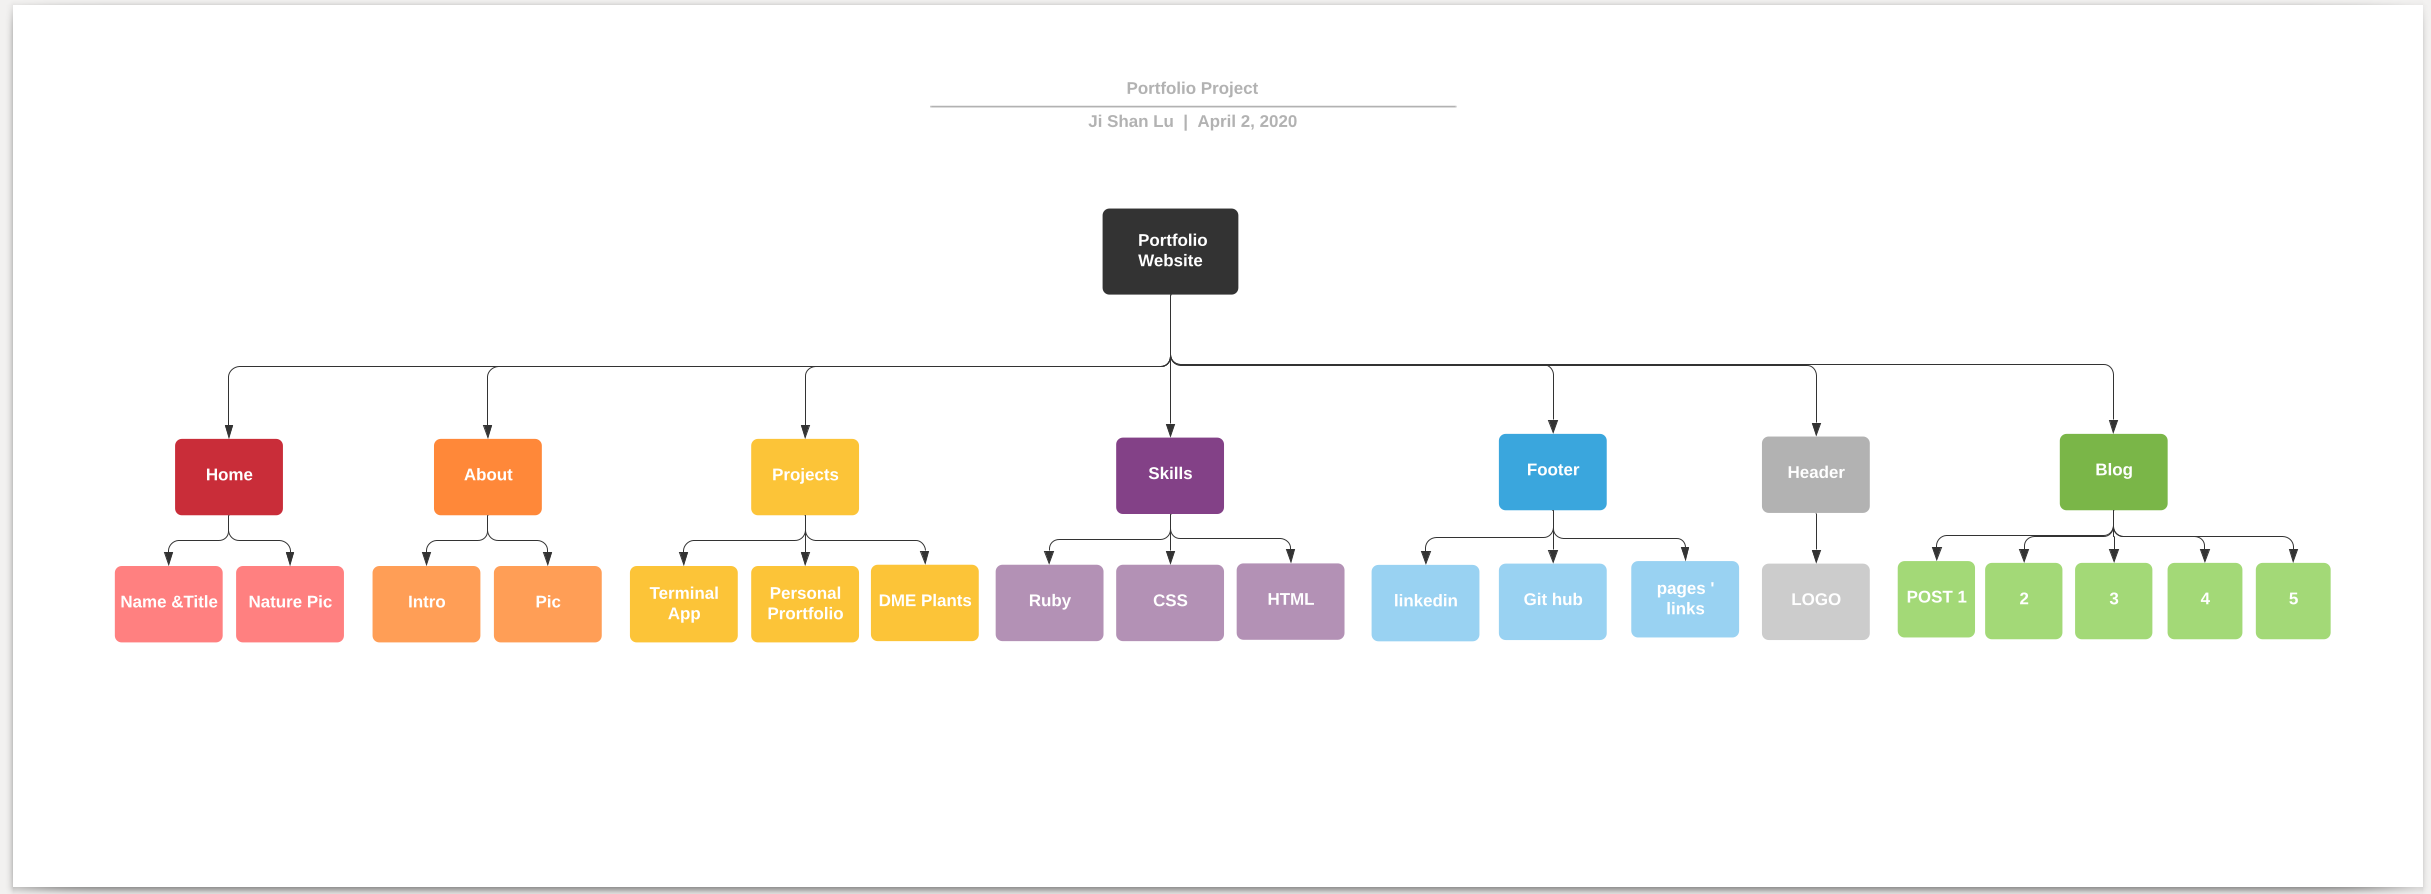 Portfolio Project
Ji Shan Lu | April 2, 2020
Portfolio
Website
Home
About
Projects
Skills
Footer
Header
Blog
Name &Title
Nature Pic
Intro
Pic
Terminal
App
Personal
Prortfolio
DME Plants
Ruby
CSS
HTML
linkedin
Git hub
pages '
links
LOGO
POST 1
2
3
4
5